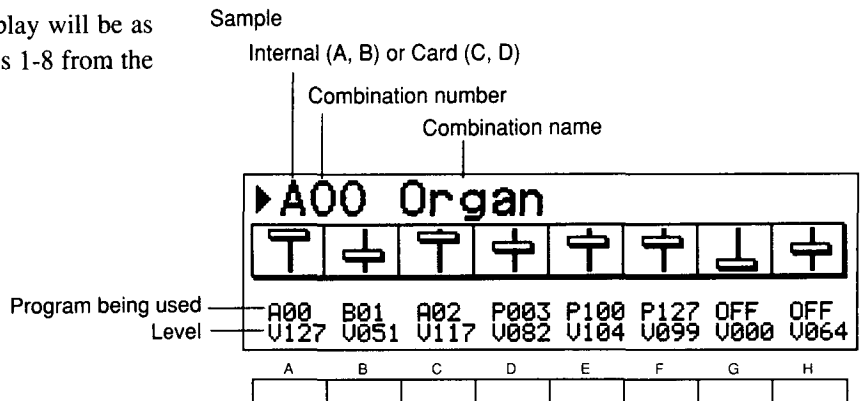 play will be as
s 1-8 from the
Sample
Internal (A, B) or Card (C, D)
Combination number
Combination name
▶A00 Organ
Program being used
A00 B01 A02 P003 P100 P127 OFF OFF
Level
V127 V051 V117 V082 V104 V099 V000 V064
A B C D E F G H